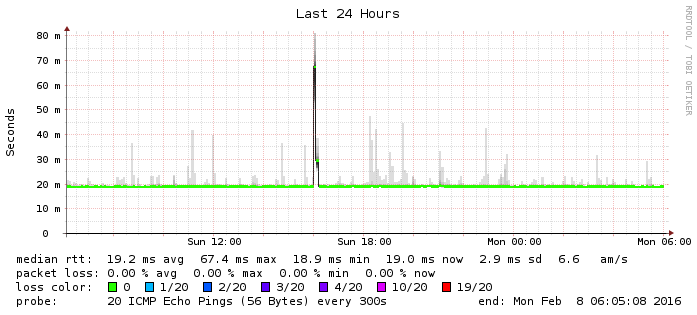 Last 24 Hours
RRDTOOL / TOBI OETIKER
Seconds
80 m
70 m
60 m
50 m
40 m
30 m
20 m
10 m
0
Sun 12:00 Sun 18:00 Mon 00:00 Mon 06:00
median rtt: 19.2 ms avg 67.4 ms max 18.9 ms min 19.0 ms now 2.9 ms sd 6.6 am/s
packet loss: 0.00 % avg 0.00 % max 0.00 % min 0.00 % now
loss color: 0 1/20 2/20 3/20 4/20 10/20 19/20
probe: 20 ICMP Echo Pings (56 Bytes) every 300s end: Mon Feb 8 06:05:08 2016